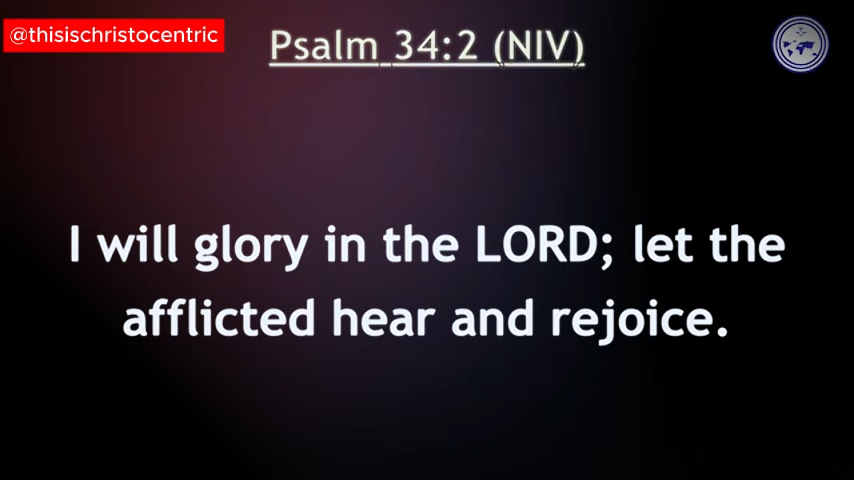 @thisischristocentric
Psalm 34:2 (NIV)
I will glory in the LORD; let the
afflicted hear and rejoice.